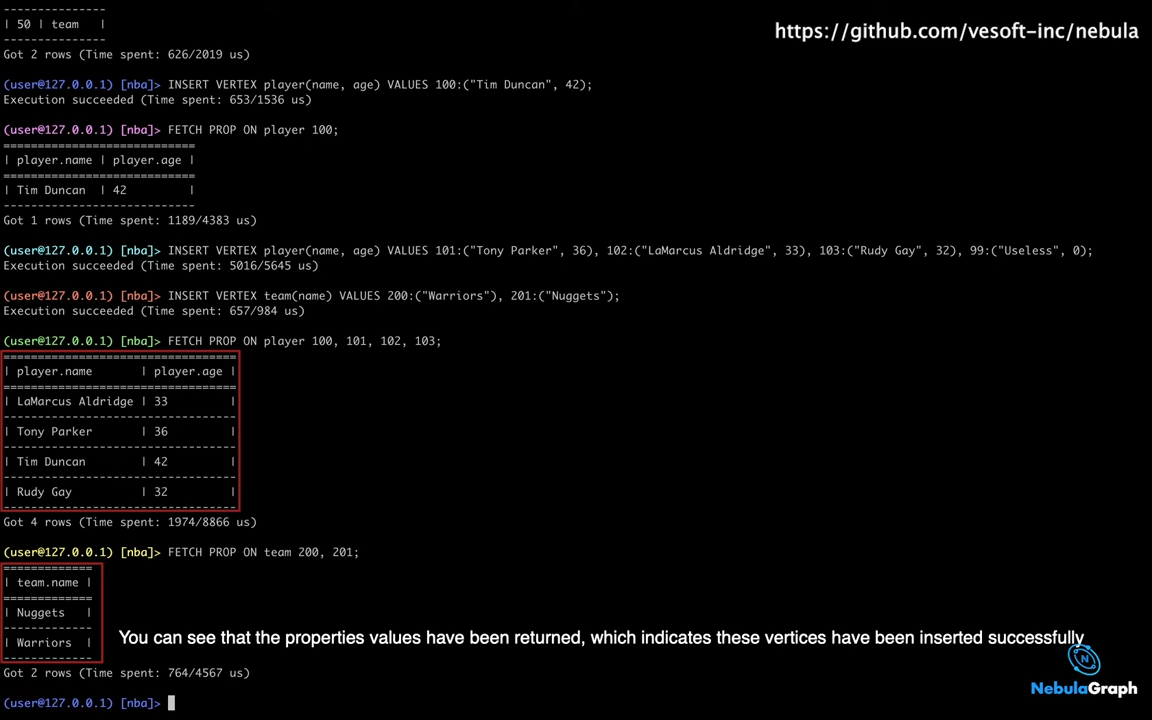 ---------------
| 50 | team   |
---------------
Got 2 rows (Time spent: 626/2019 us)
https://github.com/vesoft-inc/nebula
(user@127.0.0.1) [nba]> INSERT VERTEX player(name, age) VALUES 100:("Tim Duncan", 42);
Execution succeeded (Time spent: 653/1536 us)
(user@127.0.0.1) [nba]> FETCH PROP ON player 100;
============================
| player.name | player.age |
============================
| Tim Duncan  | 42         |
----------------------------
Got 1 rows (Time spent: 1189/4383 us)
(user@127.0.0.1) [nba]> INSERT VERTEX player(name, age) VALUES 101:("Tony Parker", 36), 102:("LaMarcus Aldridge", 33), 103:("Rudy Gay", 32), 99:("Useless", 0);
Execution succeeded (Time spent: 5016/5645 us)
(user@127.0.0.1) [nba]> INSERT VERTEX team(name) VALUES 200:("Warriors"), 201:("Nuggets");
Execution succeeded (Time spent: 657/984 us)
(user@127.0.0.1) [nba]> FETCH PROP ON player 100, 101, 102, 103;
==================================
| player.name       | player.age |
==================================
| LaMarcus Aldridge | 33         |
----------------------------------
| Tony Parker       | 36         |
----------------------------------
| Tim Duncan        | 42         |
----------------------------------
| Rudy Gay          | 32         |
----------------------------------
Got 4 rows (Time spent: 1974/8866 us)
(user@127.0.0.1) [nba]> FETCH PROP ON team 200, 201;
=============
| team.name |
=============
| Nuggets   |
-------------
| Warriors  |
-------------
You can see that the properties values have been returned, which indicates these vertices have been inserted successfully
Got 2 rows (Time spent: 764/4567 us)
N
NebulaGraph
(user@127.0.0.1) [nba]>